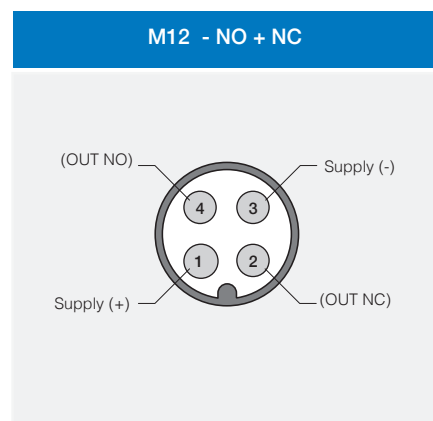 M12 - NO + NC
(OUT NO)
Supply (-)
4
3
1
2
Supply (+)
(OUT NC)